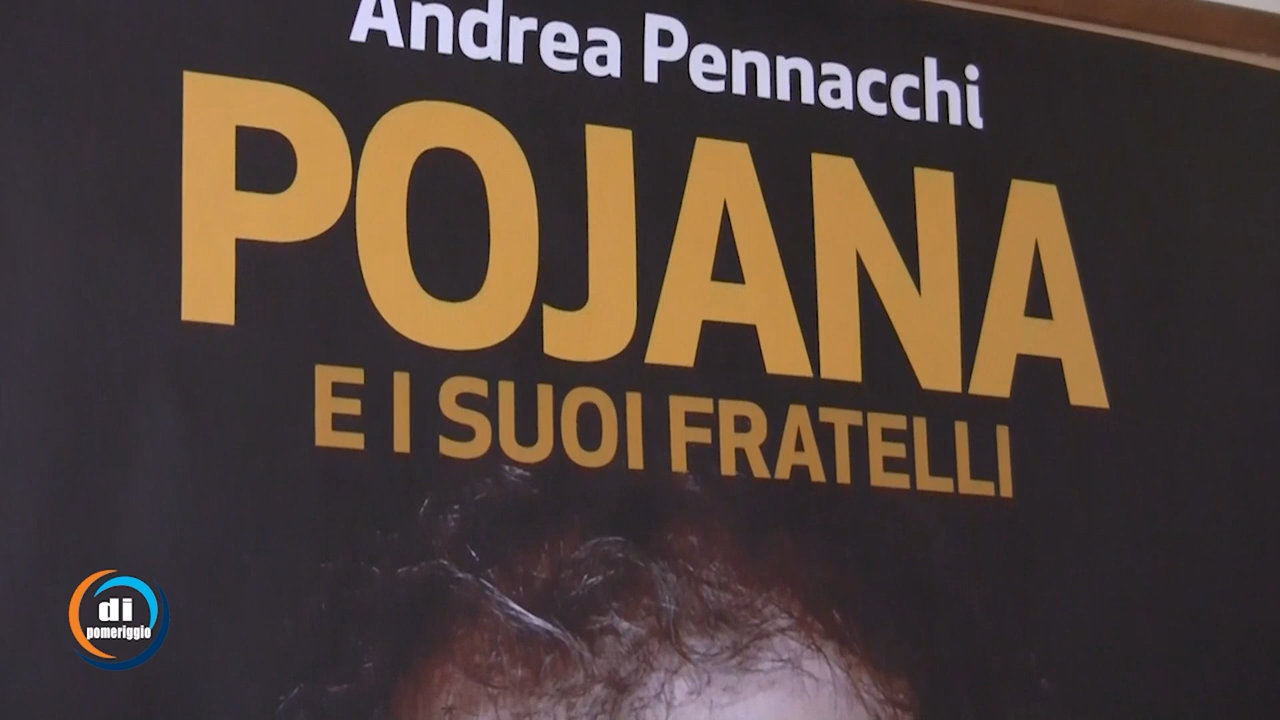 Andrea Pennacchi
POJANA
E I SUOI FRATELLI
di
pomeriggio